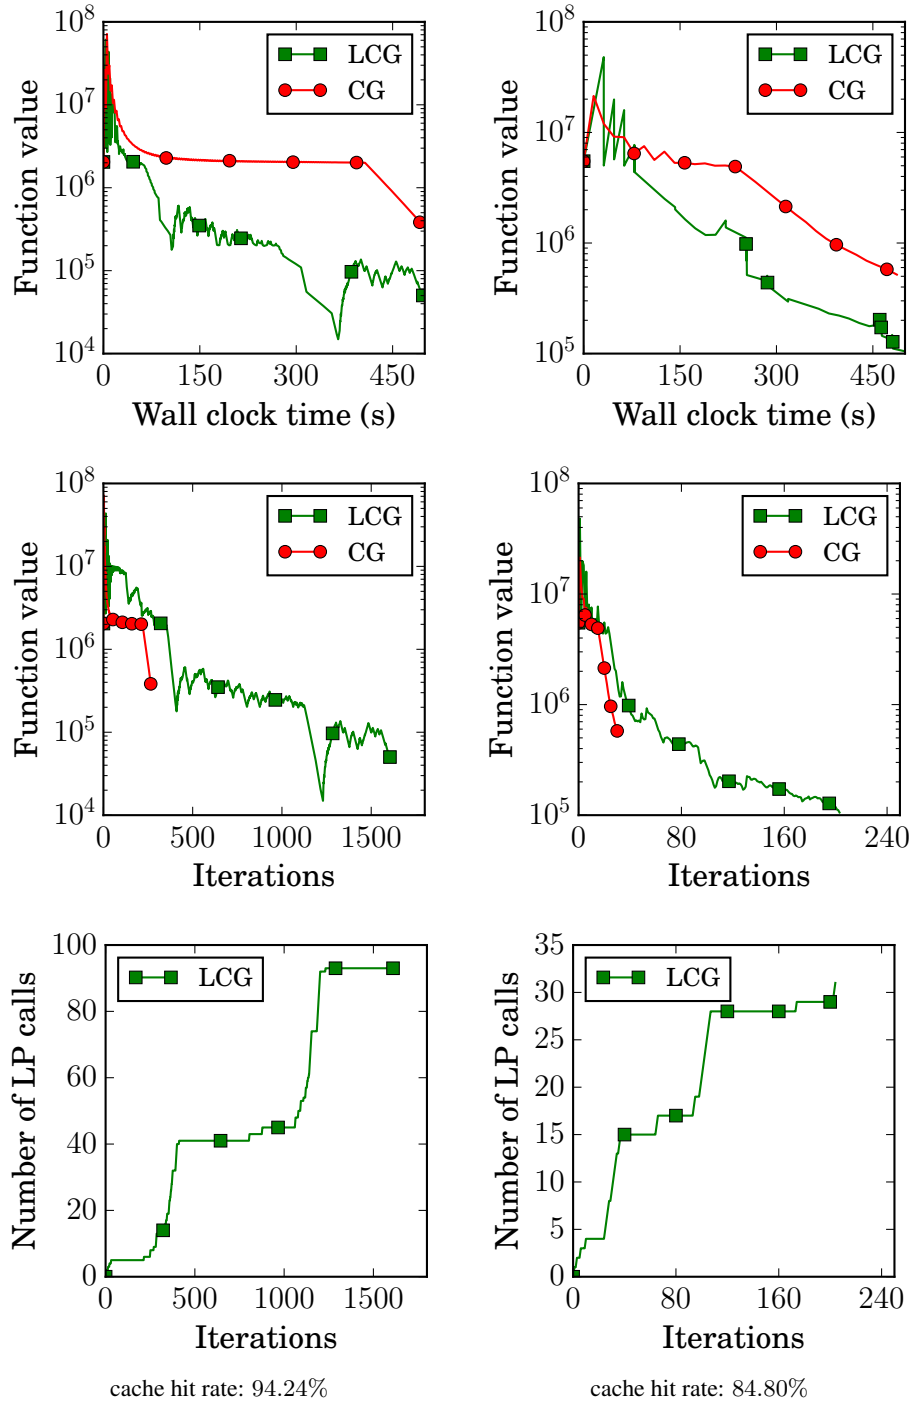 10^8
10^7
10^6
10^5
10^4
Function value
LCG
CG
0 150 300 450
Wall clock time (s)
10^8
10^7
10^6
10^5
Function value
LCG
CG
0 150 300 450
Wall clock time (s)
10^8
10^7
10^6
10^5
10^4
Function value
LCG
CG
0 500 1000 1500
Iterations
10^8
10^7
10^6
10^5
Function value
LCG
CG
0 80 160 240
Iterations
100
80
60
40
20
0
Number of LP calls
LCG
0 500 1000 1500
Iterations
35
30
25
20
15
10
5
0
Number of LP calls
LCG
0 80 160 240
Iterations
cache hit rate: 94.24%
cache hit rate: 84.80%